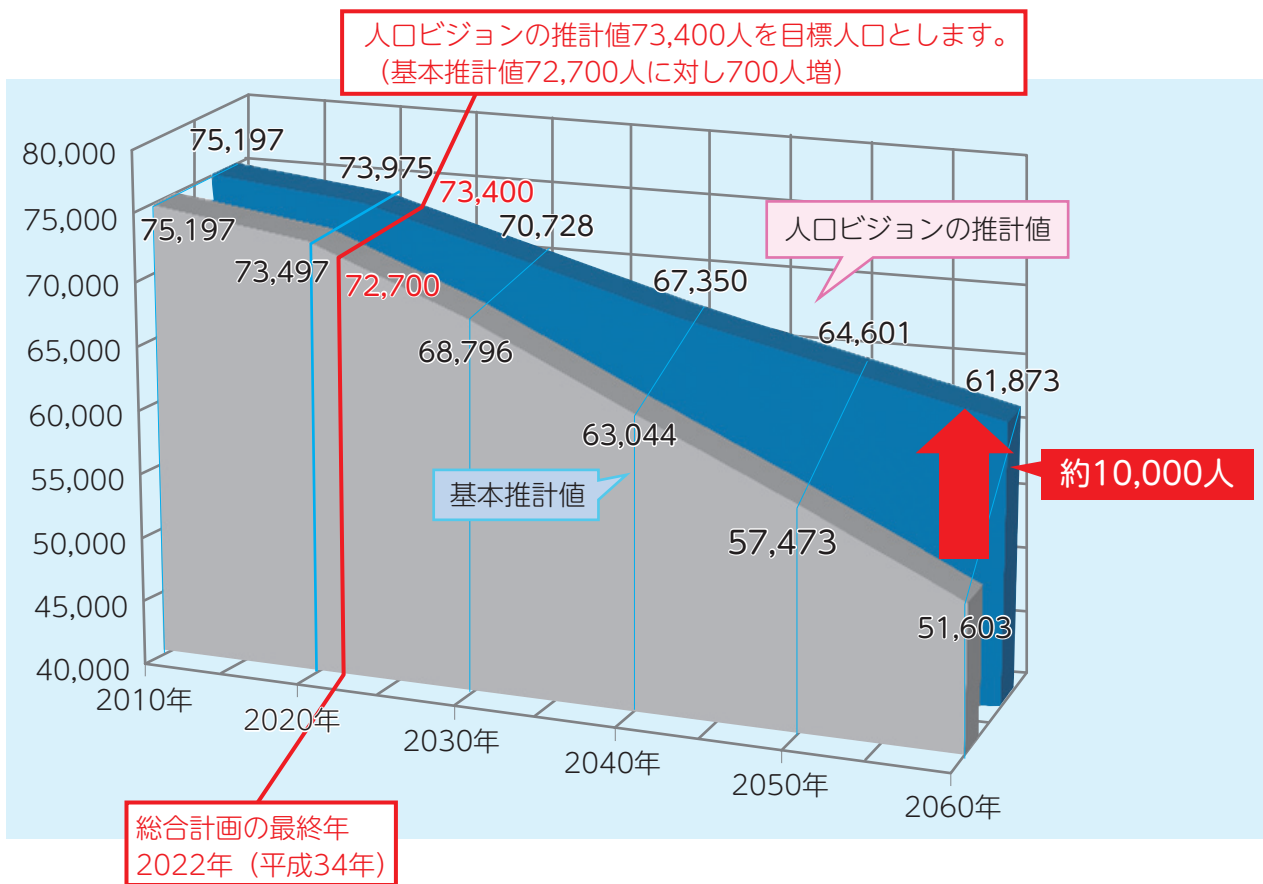 人口ビジョンの推計値73,400人を目標人口とします。
（基本推計値72,700人に対し700人増）
80,000
75,000
70,000
65,000
60,000
55,000
50,000
45,000
40,000
75,197
73,975
73,400
70,728
67,350
64,601
61,873
人口ビジョンの推計値
75,197
73,497
72,700
68,796
63,044
57,473
51,603
基本推計値
約10,000人
2010年
2020年
2030年
2040年
2050年
2060年
総合計画の最終年
2022年（平成34年）